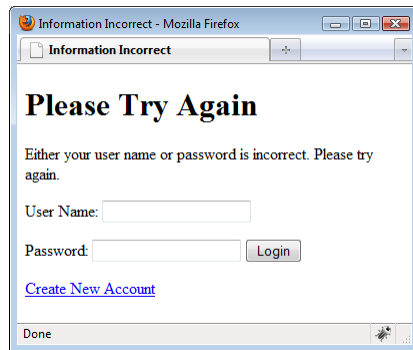 Information Incorrect - Mozilla Firefox
Information Incorrect
Please Try Again
Either your user name or password is incorrect. Please try
again.
User Name:
Password: Login
Create New Account
Done